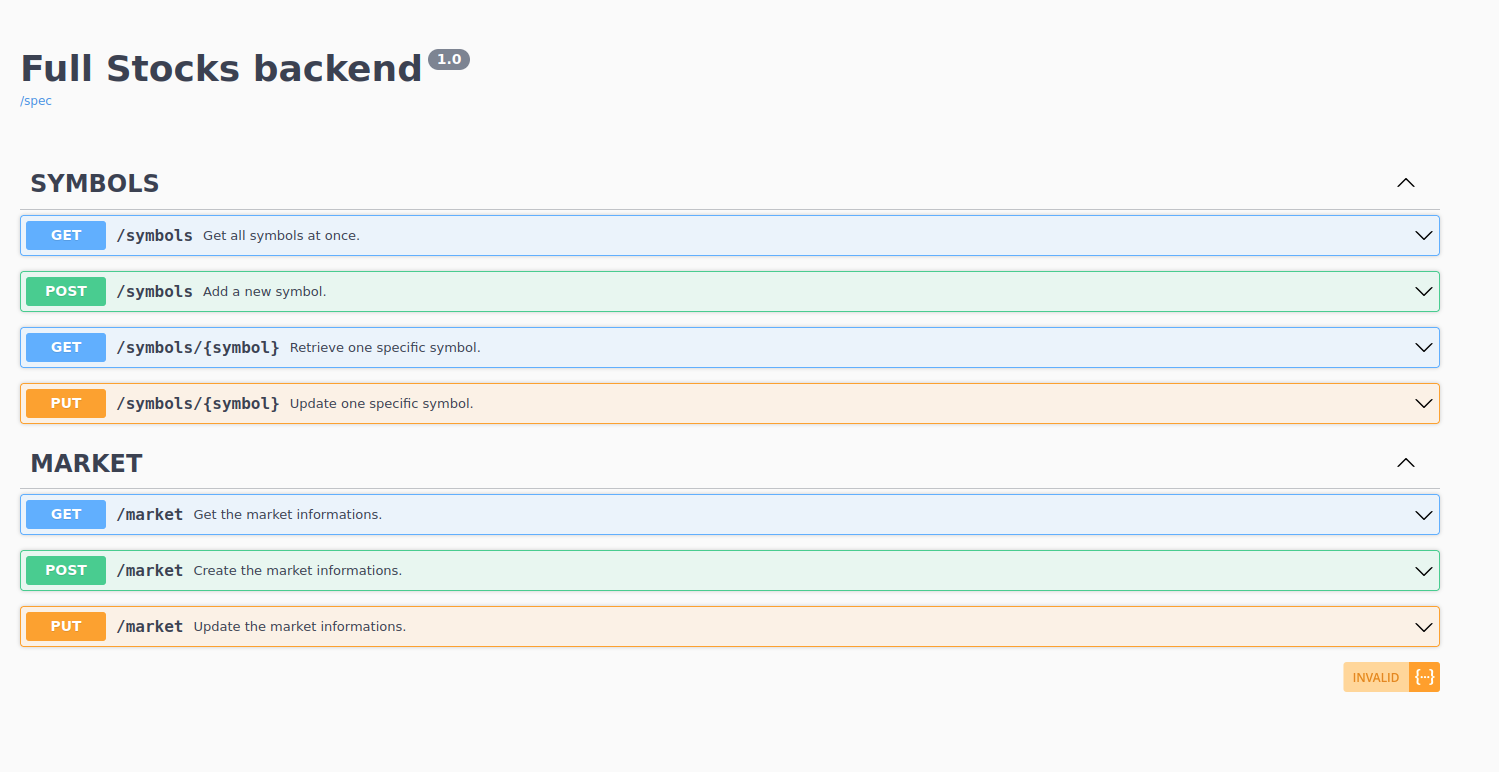 Full Stocks backend 1.0
/spec
SYMBOLS
GET /symbols Get all symbols at once.
POST /symbols Add a new symbol.
GET /symbols/{symbol} Retrieve one specific symbol.
PUT /symbols/{symbol} Update one specific symbol.
MARKET
GET /market Get the market informations.
POST /market Create the market informations.
PUT /market Update the market informations.
INVALID {...}